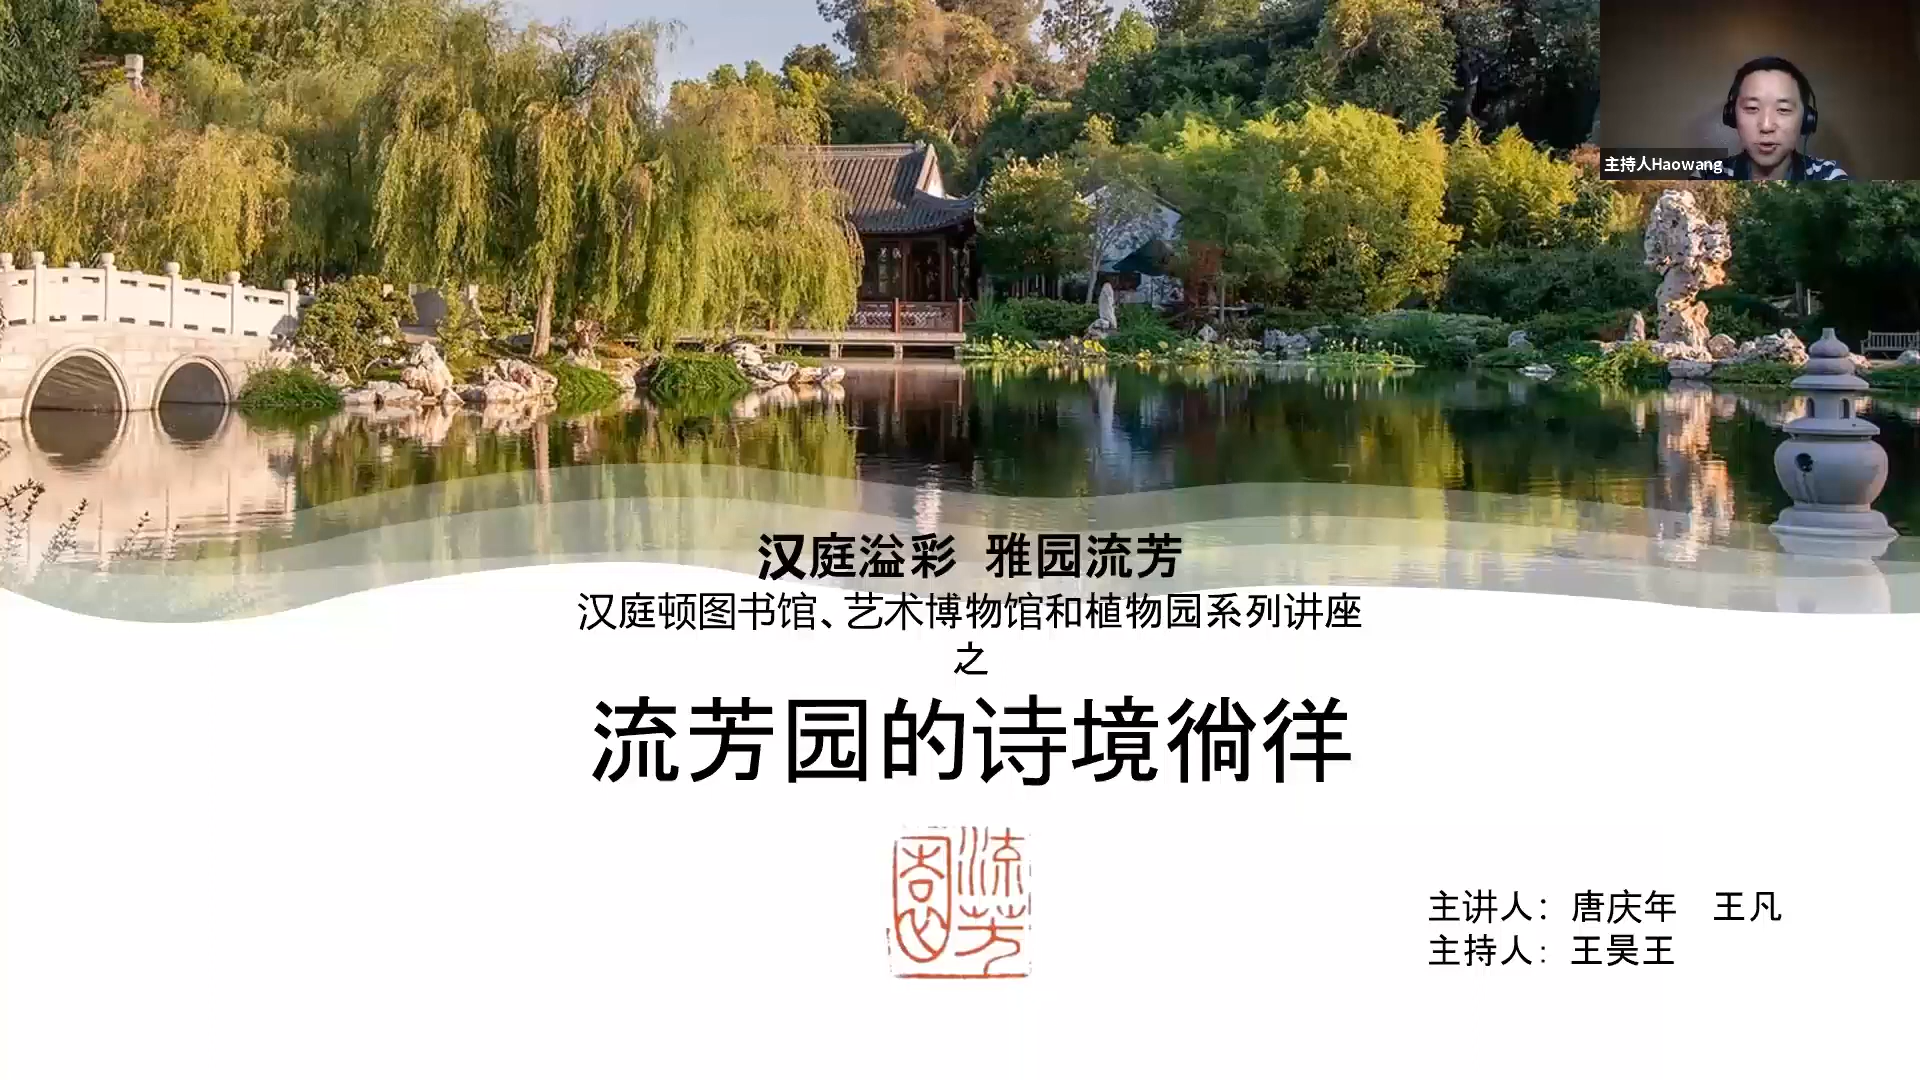 主持人Haowang
汉庭溢彩 雅园流芳
汉庭顿图书馆、艺术博物馆和植物园系列讲座
之
流芳园的诗境徜徉
流芳园
主讲人：唐庆年 王凡
主持人：王昊王